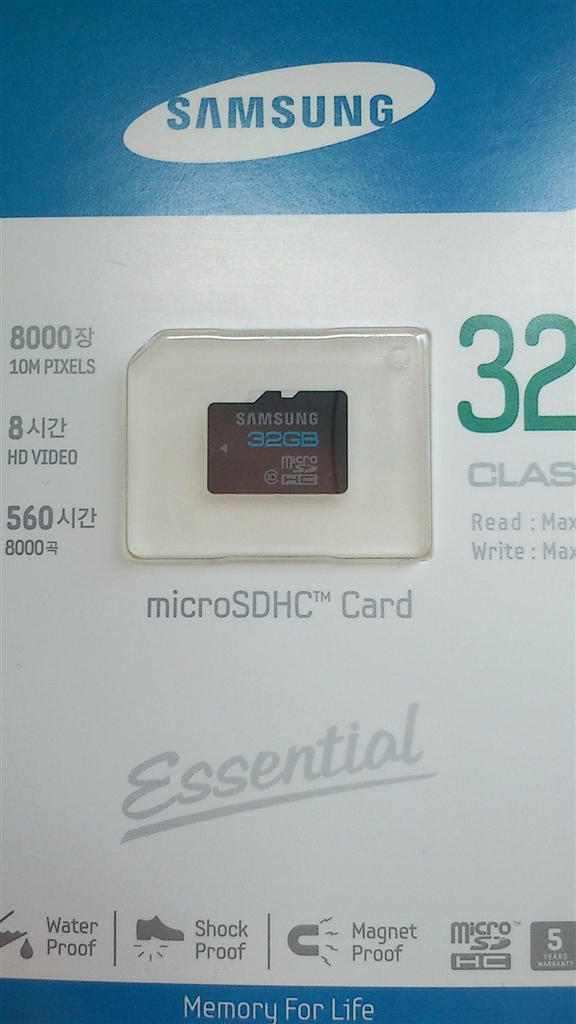 SAMSUNG
8000장
10M PIXELS
8시간
HD VIDEO
560시간
8000곡
SAMSUNG
32GB
micro
SD
HC
10
32
CLAS
Read : Max
Write : Max
microSDHC™ Card
Essential
Water
Proof
Shock
Proof
Magnet
Proof
micro™
SD
HC
5
YEARS
WARRANTY
Memory For Life